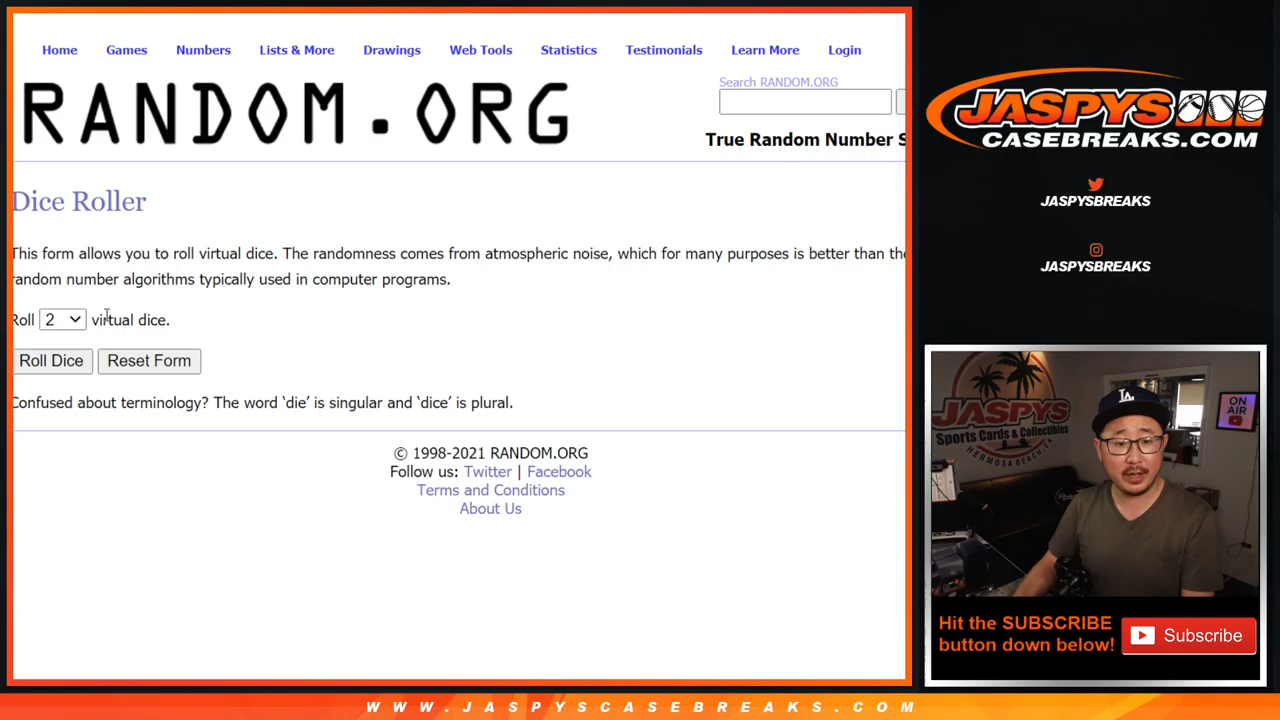 Home Games Numbers Lists & More Drawings Web Tools Statistics Testimonials Learn More Login
RANDOM.ORG
Search RANDOM.ORG
True Random Number S
Dice Roller
This form allows you to roll virtual dice. The randomness comes from atmospheric noise, which for many purposes is better than the
random number algorithms typically used in computer programs.
Roll 2 virtual dice.
Roll Dice Reset Form
Confused about terminology? The word ‘die’ is singular and ‘dice’ is plural.
© 1998-2021 RANDOM.ORG
Follow us: Twitter | Facebook
Terms and Conditions
About Us
JASPYS
CASEBREAKS.COM
JASPYSBREAKS
JASPYSBREAKS
JASPYS
Sports Cards & Collectibles
HERMOSA BEACH, CA
ON
AIR
LA
Hit the SUBSCRIBE
button down below!
Subscribe
WWW.JASPYSCASEBREAKS.COM